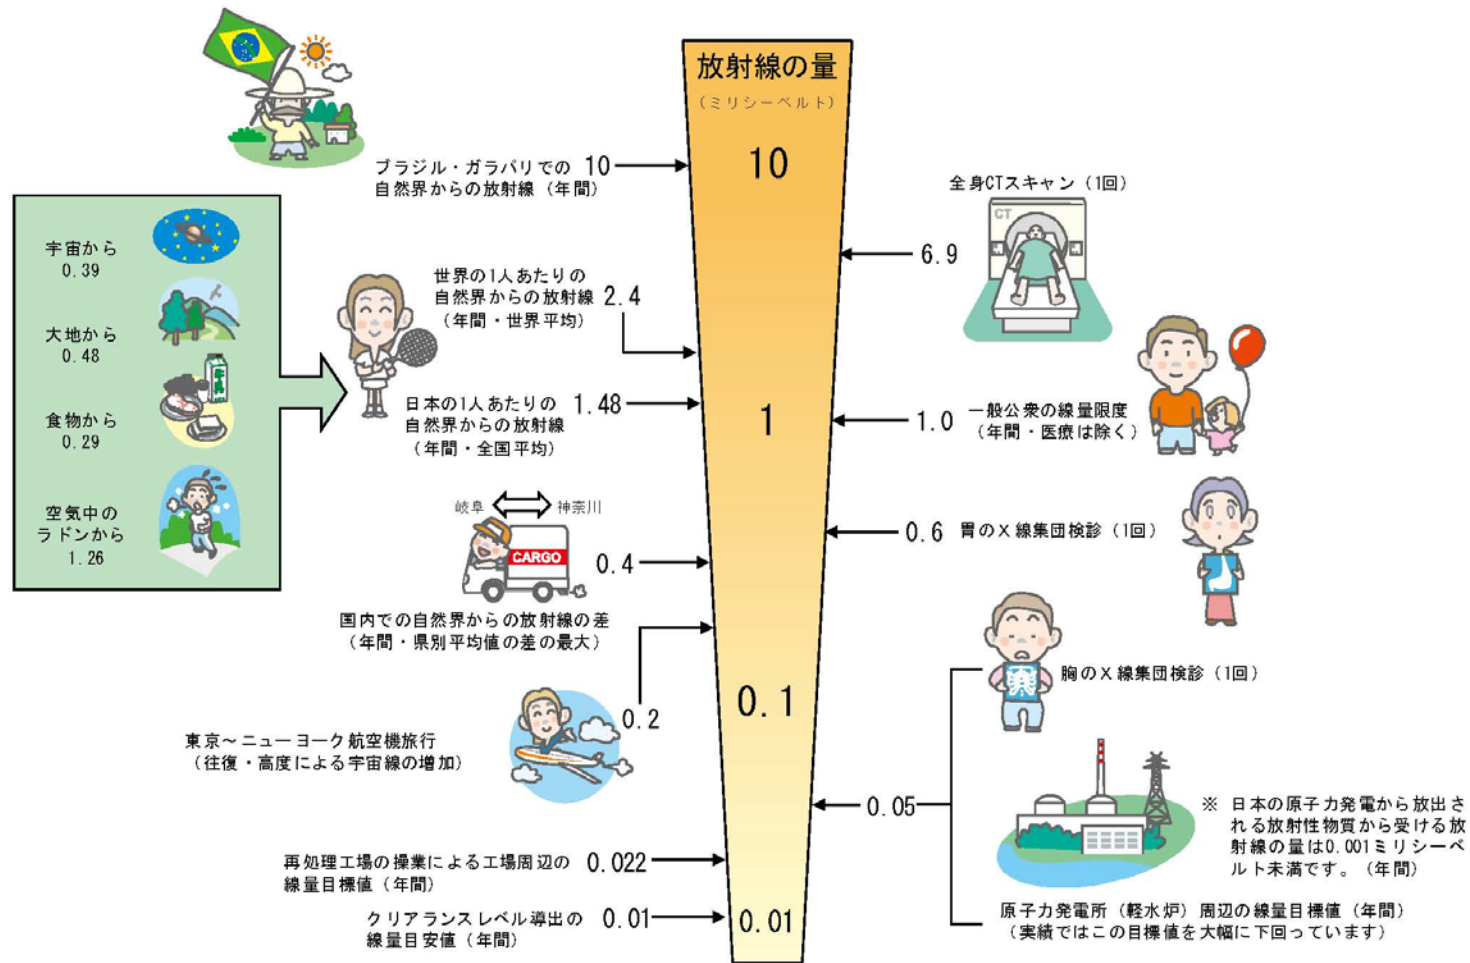 放射線の量
(ミリシーベルト)
10
1
0.1
0.01
ブラジル・ガラパリでの 10
自然界からの放射線（年間）
宇宙から
0.39
大地から
0.48
食物から
0.29
空気中の
ラドンから
1.26
牛乳
世界の1人あたりの
自然界からの放射線 2.4
（年間・世界平均）
日本の1人あたりの 1.48
自然界からの放射線
（年間・全国平均）
岐阜 神奈川
CARGO
0.4
国内での自然界からの放射線の差
（年間・県別平均値の差の最大）
0.2
東京～ニューヨーク航空機旅行
（往復・高度による宇宙線の増加）
再処理工場の操業による工場周辺の 0.022
線量目標値（年間）
クリアランスレベル導出の 0.01
線量目安値（年間）
全身CTスキャン（1回）
CT
6.9
1.0 一般公衆の線量限度
（年間・医療は除く）
0.6 胃のX線集団検診（1回）
胸のX線集団検診（1回）
0.05
※ 日本の原子力発電から放出さ
れる放射性物質から受ける放
射線の量は0.001ミリシーベ
ルト未満です。（年間）
原子力発電所（軽水炉）周辺の線量目標値（年間）
（実績ではこの目標値を大幅に下回っています）